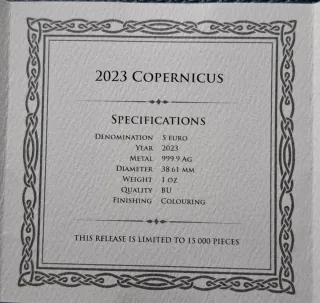 2023 Copernicus
Specifications
Denomination 5 euro
Year 2023
Metal 999.9 Ag
Diameter 38.61 mm
Weight 1 oz
Quality BU
Finishing Colouring
THIS RELEASE IS LIMITED TO 15 000 PIECES